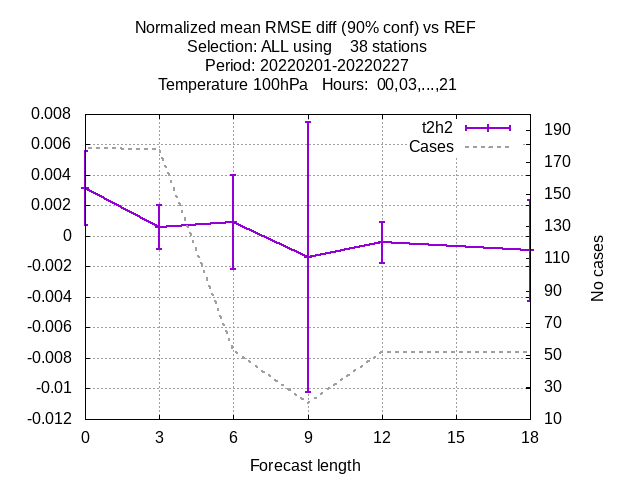 Normalized mean RMSE diff (90% conf) vs REF
Selection: ALL using    38 stations
Period: 20220201-20220227
Temperature 100hPa   Hours:  00,03,...,21
t2h2
Cases
0.008
0.006
0.004
0.002
0
-0.002
-0.004
-0.006
-0.008
-0.01
-0.012
190
170
150
130
110
90
70
50
30
10
No cases
0 3 6 9 12 15 18
Forecast length